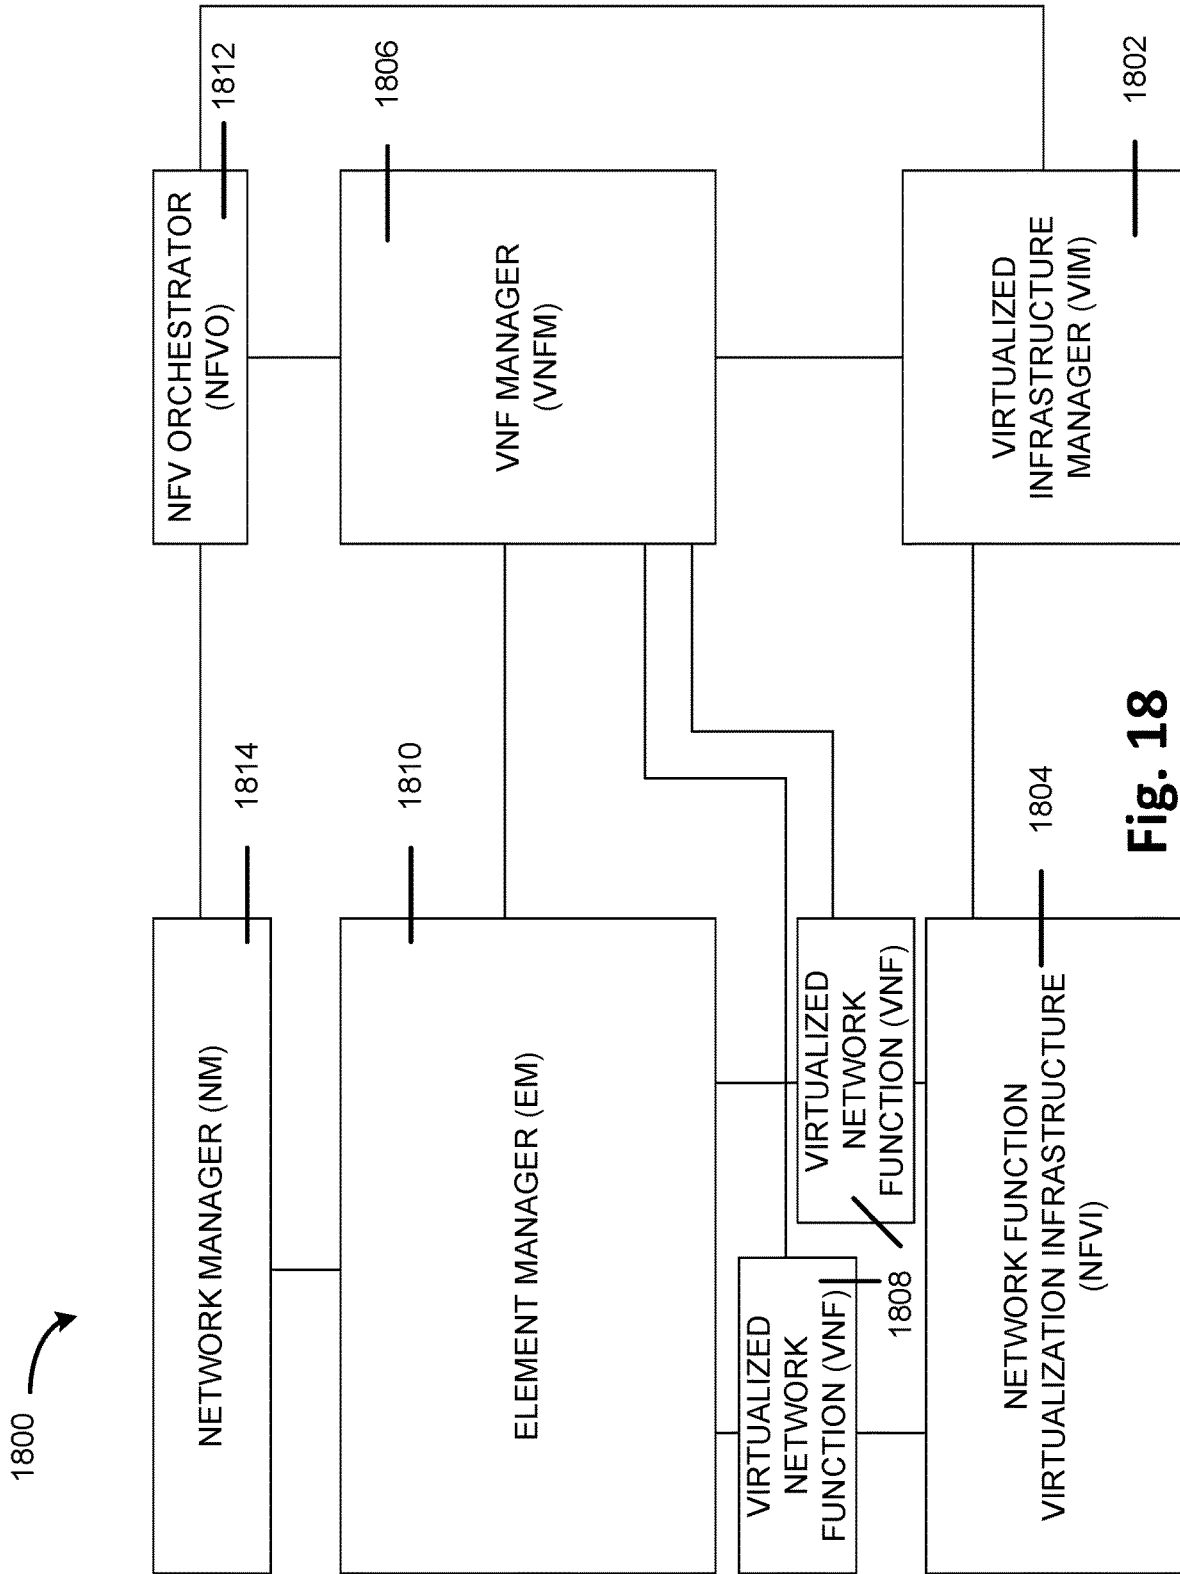 1800
NETWORK MANAGER (NM)
1814
NFV ORCHESTRATOR
(NFVO)
1812
ELEMENT MANAGER (EM)
1810
VNF MANAGER
(VNFM)
1806
VIRTUALIZED
NETWORK
FUNCTION (VNF)
1808
VIRTUALIZED
NETWORK
FUNCTION (VNF)
NETWORK FUNCTION
VIRTUALIZATION INFRASTRUCTURE
(NFVI)
1804
VIRTUALIZED
INFRASTRUCTURE
MANAGER (VIM)
1802
Fig. 18